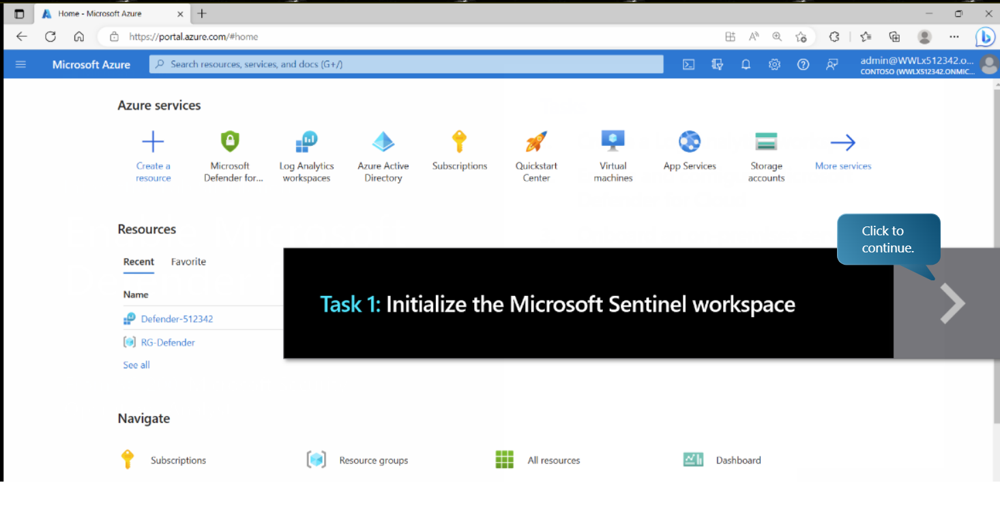 Home - Microsoft Azure
https://portal.azure.com/#home
Microsoft Azure
Search resources, services, and docs (G+/)
admin@WWLx512342.o...
CONTOSO (WWLX512342.ONMIC...
Azure services
Create a resource
Microsoft Defender for...
Log Analytics workspaces
Azure Active Directory
Subscriptions
Quickstart Center
Virtual machines
App Services
Storage accounts
More services
Resources
Click to
continue.
Recent
Favorite
Name
Task 1: Initialize the Microsoft Sentinel workspace
Defender-512342
RG-Defender
See all
Navigate
Subscriptions
Resource groups
All resources
Dashboard